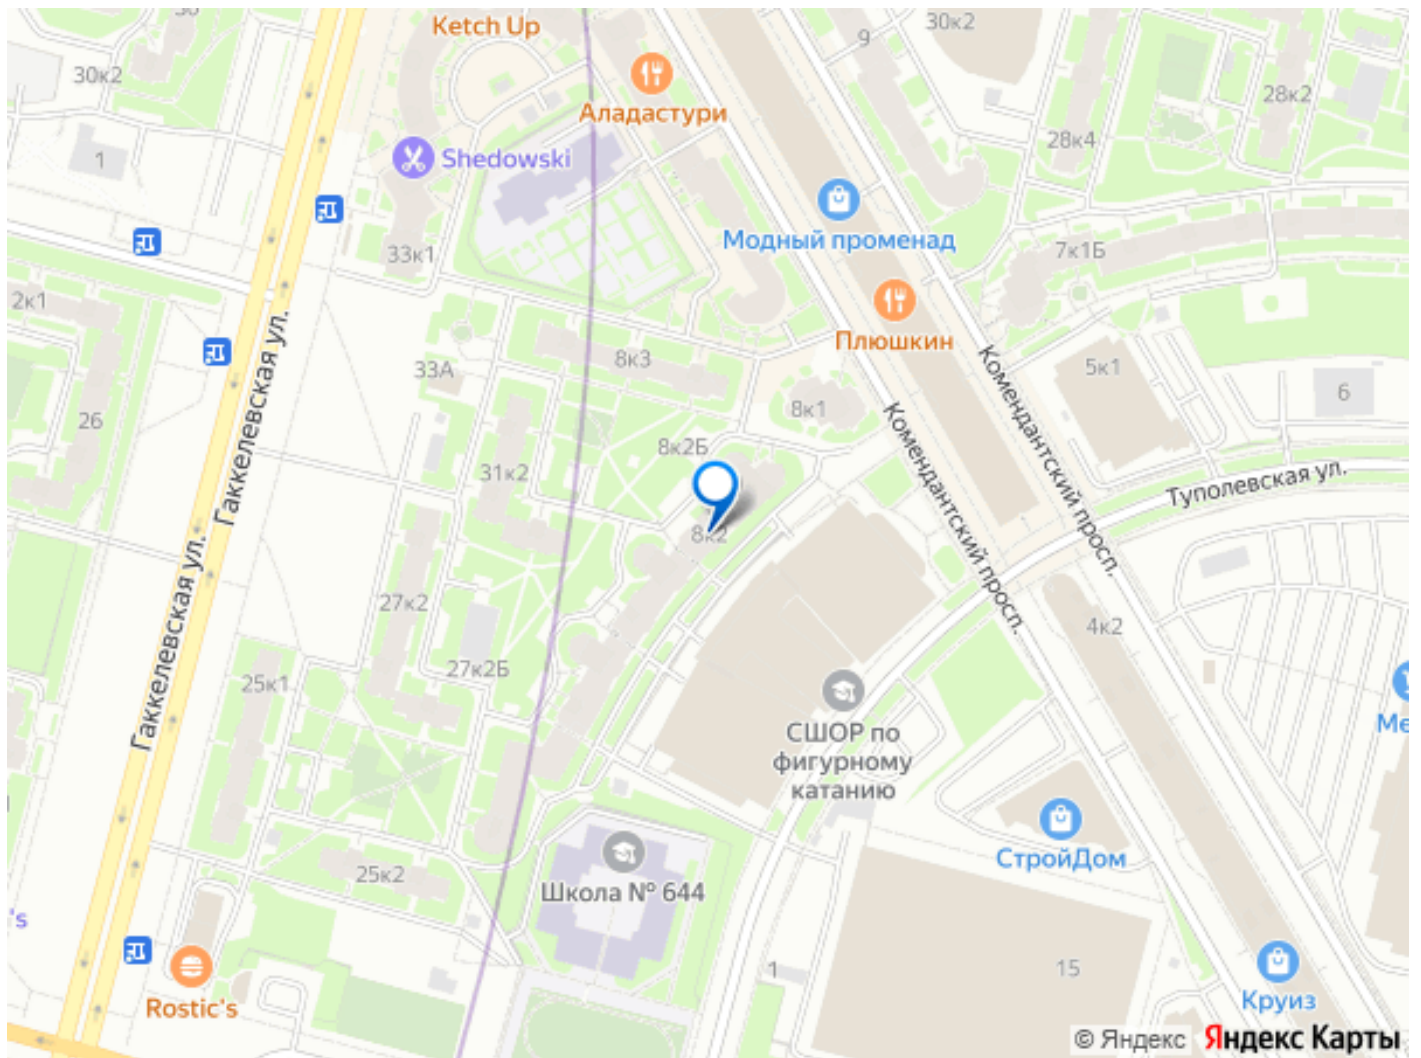 Ketch Up
30к2
9
30к2
28к2
Аладастури
28к4
1
Shedowski
33к1
Модный променад
7к1Б
2к1
Плюшкин
Гаккелевская ул.
33А
8к3
5к1
6
26
8к1
Комендантский просп.
Комендантский просп.
8к2Б
31к2
Туполевская ул.
8к2
Гаккелевская ул.
27к2
4к2
27к2Б
25к1
СШОР по
фигурному
катанию
Ме
СтройДом
25к2
Школа № 644
's
1
15
Rostic's
Круиз
© Яндекс Яндекс Карты